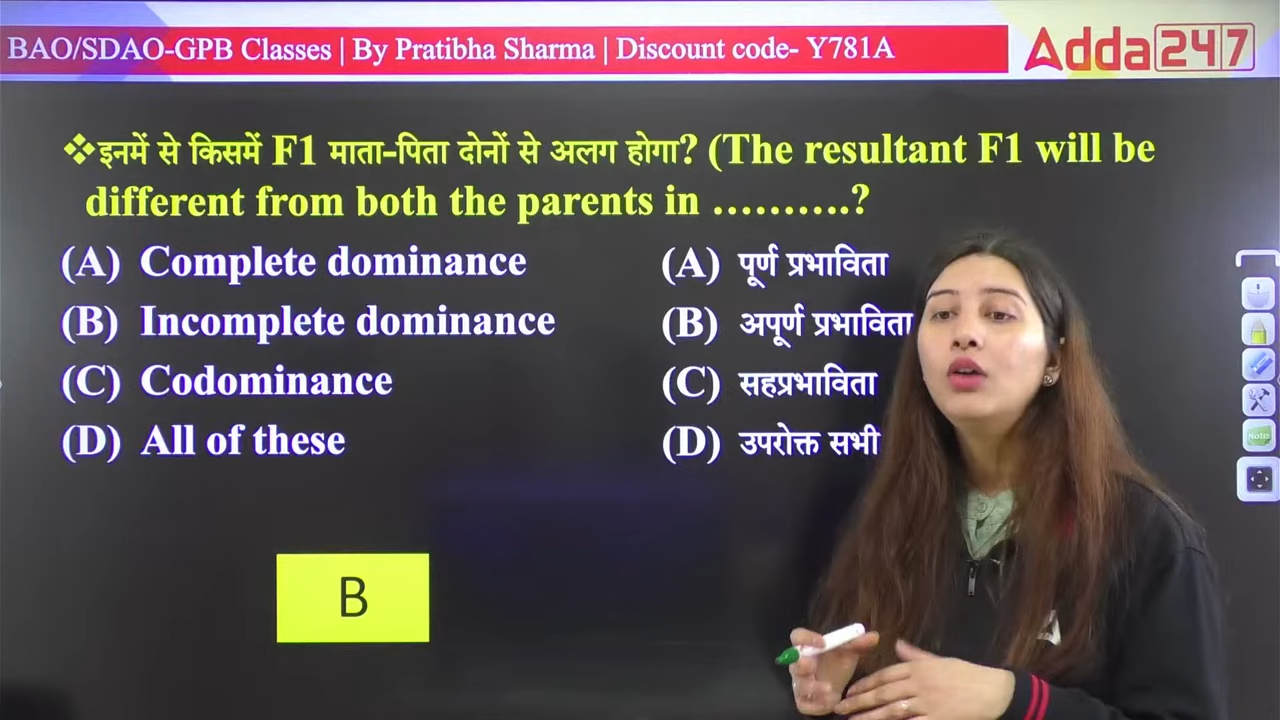 BAO/SDAO-GPB Classes | By Pratibha Sharma | Discount code- Y781A
Adda247
❖इनमें से किसमें F1 माता-पिता दोनों से अलग होगा? (The resultant F1 will be
different from both the parents in ……….?
(A) Complete dominance (A) पूर्ण प्रभाविता
(B) Incomplete dominance (B) अपूर्ण प्रभाविता
(C) Codominance (C) सहप्रभाविता
(D) All of these (D) उपरोक्त सभी
B
Note